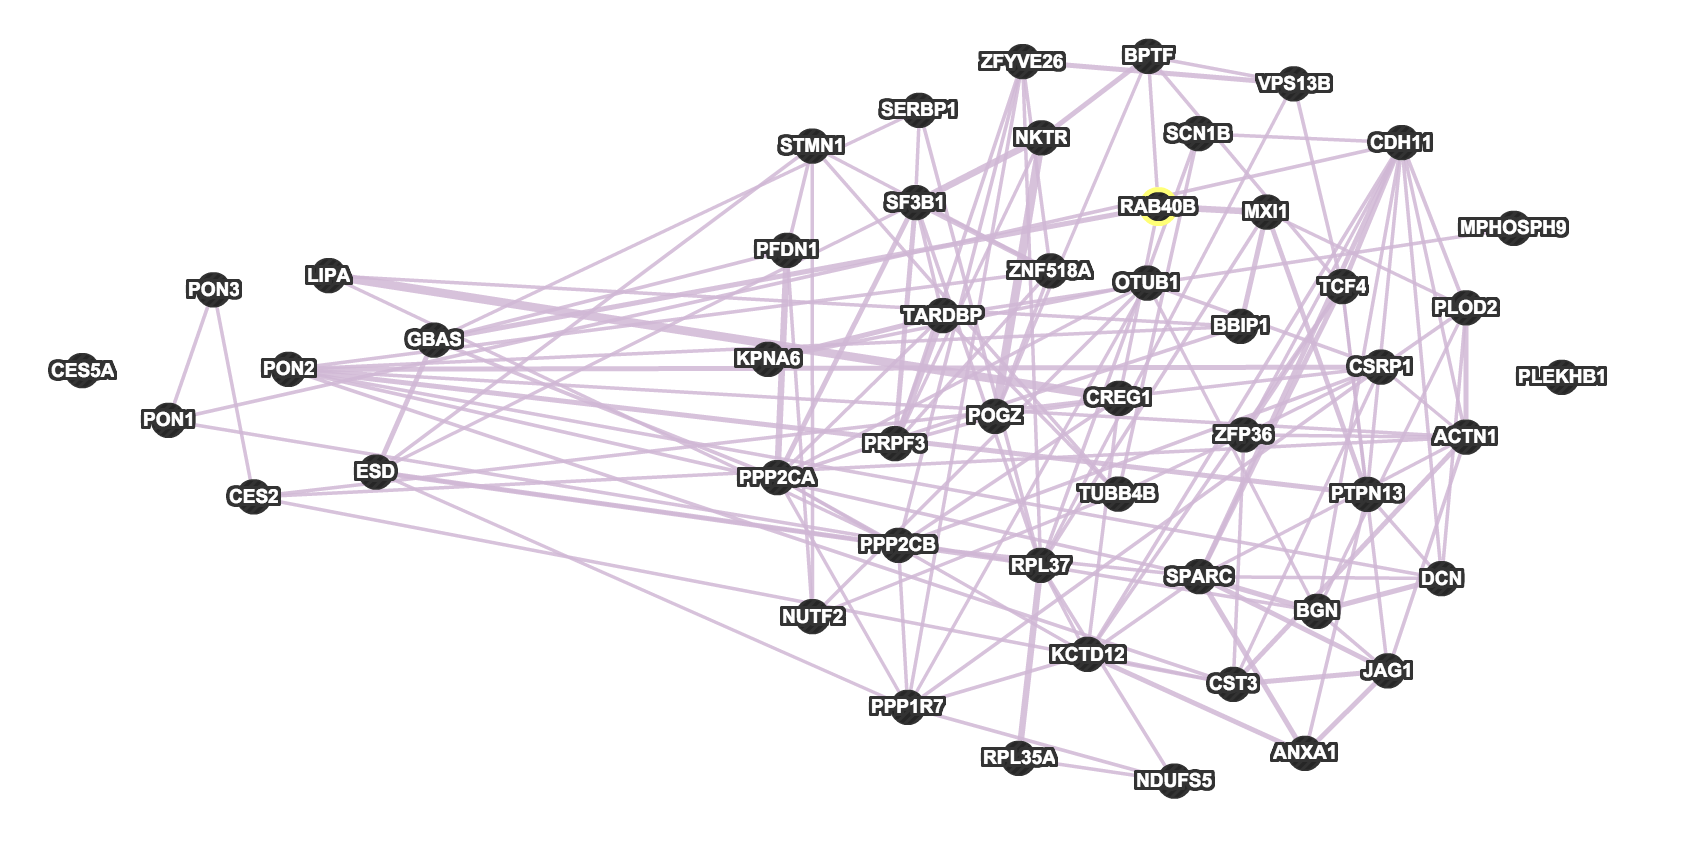 ZFYVE26
BPTF
VPS13B
SERBP1
NKTR
SCN1B
STMN1
CDH11
SF3B1
RAB40B
MXI1
MPHOSPH9
PFDN1
LIPA
ZNF518A
OTUB1
TCF4
PON3
PLOD2
TARDBP
BBIP1
GBAS
KPNA6
CSRP1
PON2
CES5A
PLEKHB1
CREG1
POGZ
PON1
ZFP36
ACTN1
PRPF3
ESD
PPP2CA
CES2
TUBB4B
PTPN13
PPP2CB
RPL37
SPARC
DCN
BGN
NUTF2
KCTD12
JAG1
CST3
PPP1R7
ANXA1
RPL35A
NDUFS5